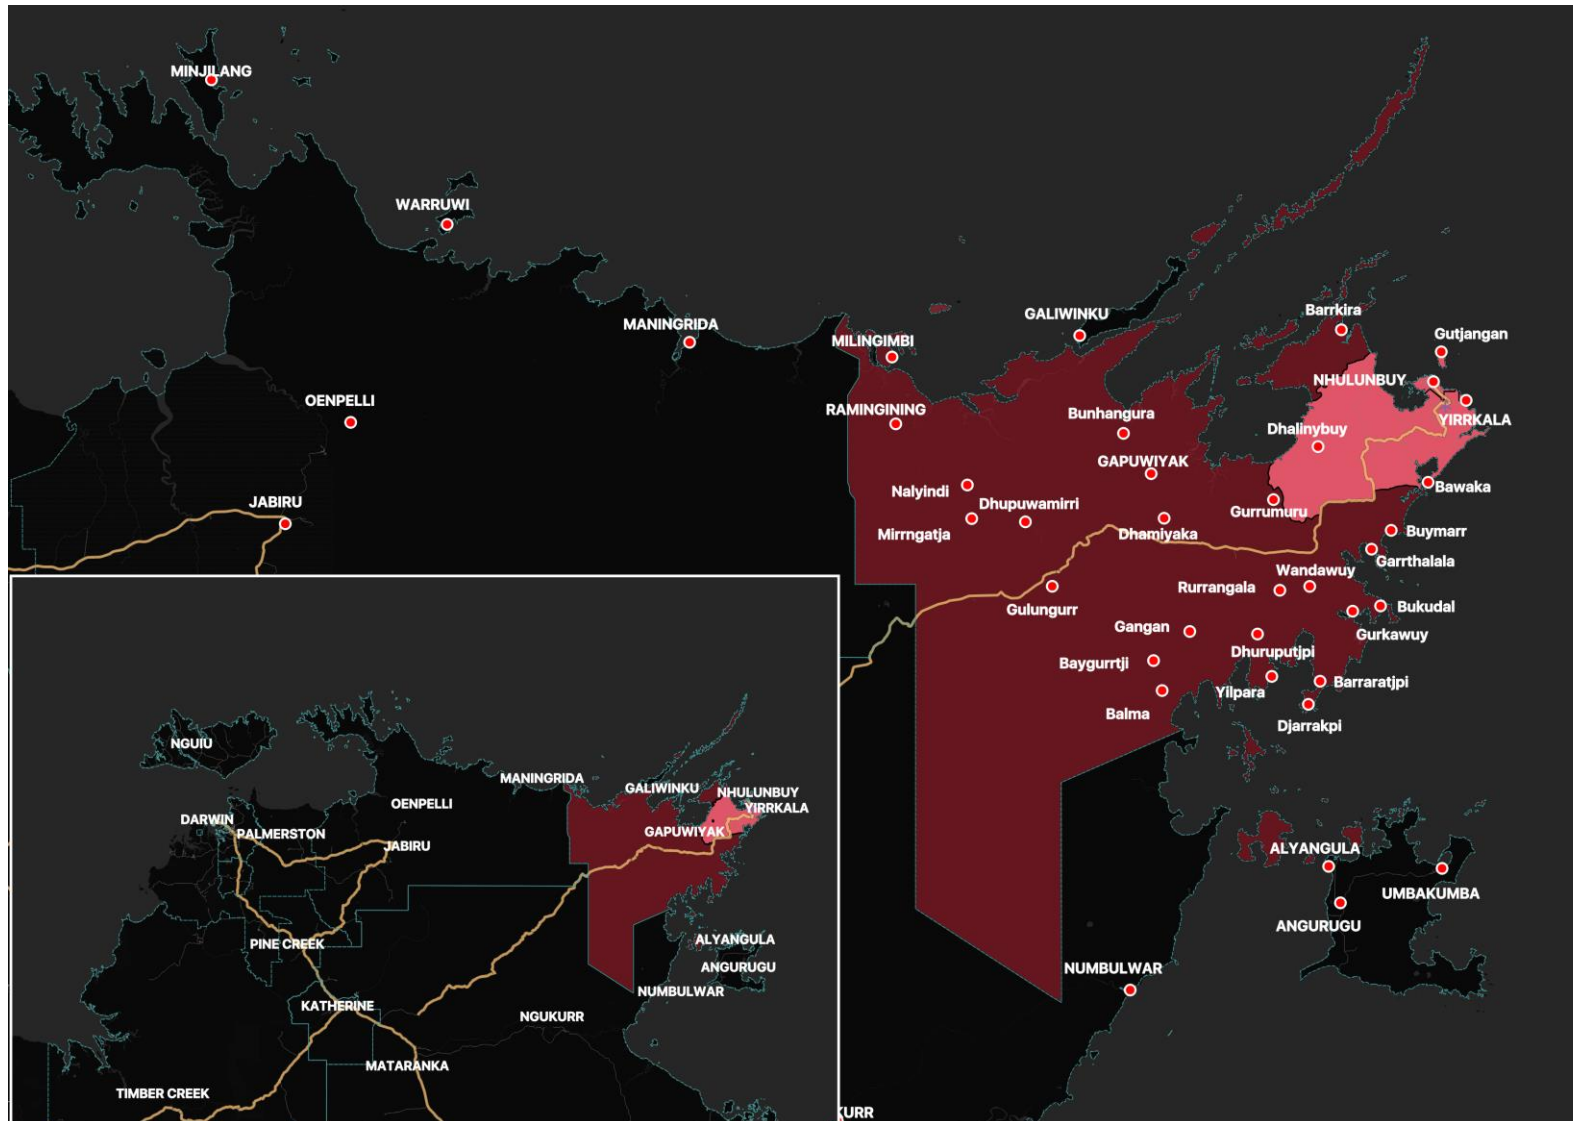 MINJILANG
WARRUWI
MANINGRIDA
OENPELLI
JABIRU
GALIWINKU
MILINGIMBI
RAMINGINING
Barrkira
Gutjangan
NHULUNBUY
YIRRKALA
Bunhangura
Dhalinybuy
GAPUWIYAK
Bawaka
Nalyindi
Dhupuwamirri
Gurrumuru
Mirrngatja
Dhamiyaka
Buymarr
Garrthalala
Wandawuy
Rurrangala
Gulungurr
Bukudal
Gurkawuy
Gangan
Dhuruputjpi
Baygurrtji
Yilpara
Barraratjpi
Balma
Djarrakpi
ALYANGULA
UMBAKUMBA
ANGURUGU
NUMBULWAR
KURR
NGUIU
MANINGRIDA
GALIWINKU
NHULUNBUY
YIRRKALA
OENPELLI
DARWIN
PALMERSTON
GAPUWIYAK
JABIRU
PINE CREEK
ALYANGULA
ANGURUGU
NUMBULWAR
KATHERINE
NGUKURR
MATARANKA
TIMBER CREEK